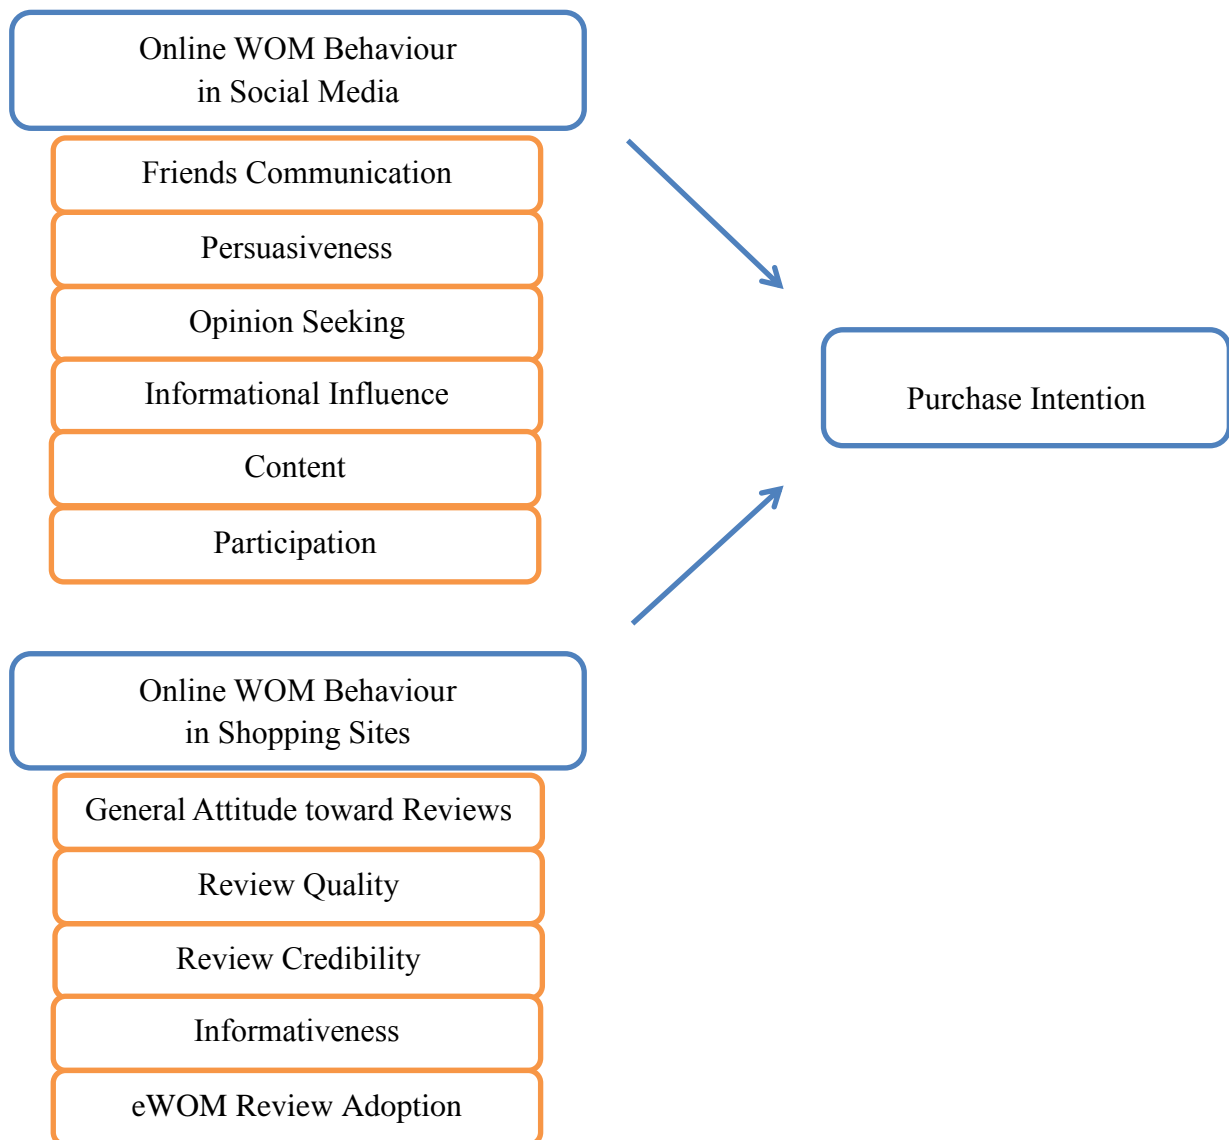 Online WOM Behaviour
in Social Media
Friends Communication
Persuasiveness
Opinion Seeking
Informational Influence
Content
Participation
Purchase Intention
Online WOM Behaviour
in Shopping Sites
General Attitude toward Reviews
Review Quality
Review Credibility
Informativeness
eWOM Review Adoption